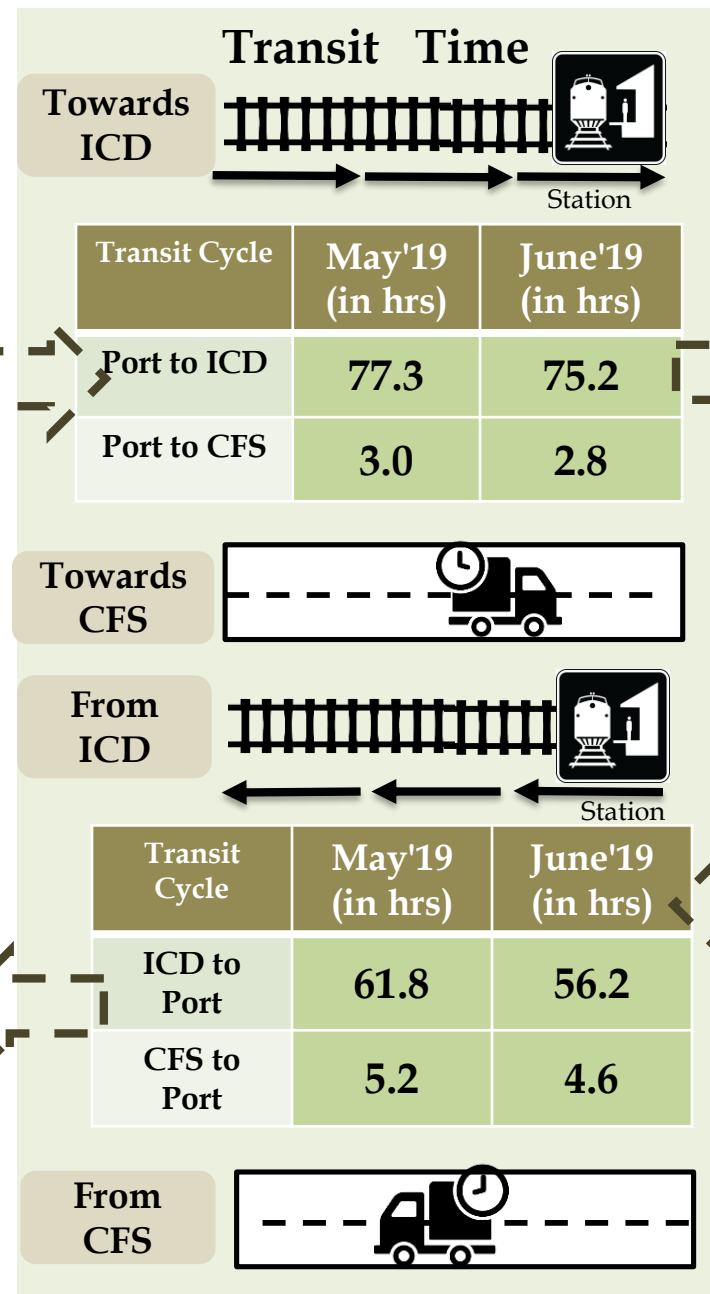 Transit Time
Towards
ICD
Station
Transit Cycle May'19 June'19
(in hrs) (in hrs)
Port to ICD 77.3 75.2
Port to CFS 3.0 2.8
Towards
CFS
From
ICD
Station
Transit May'19 June'19
Cycle (in hrs) (in hrs)
ICD to
Port 61.8 56.2
CFS to
Port 5.2 4.6
From
CFS